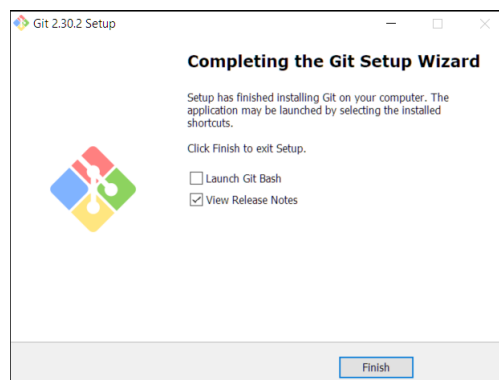 Git 2.30.2 Setup
Completing the Git Setup Wizard
Setup has finished installing Git on your computer. The
application may be launched by selecting the installed
shortcuts.
Click Finish to exit Setup.
Launch Git Bash
View Release Notes
Finish